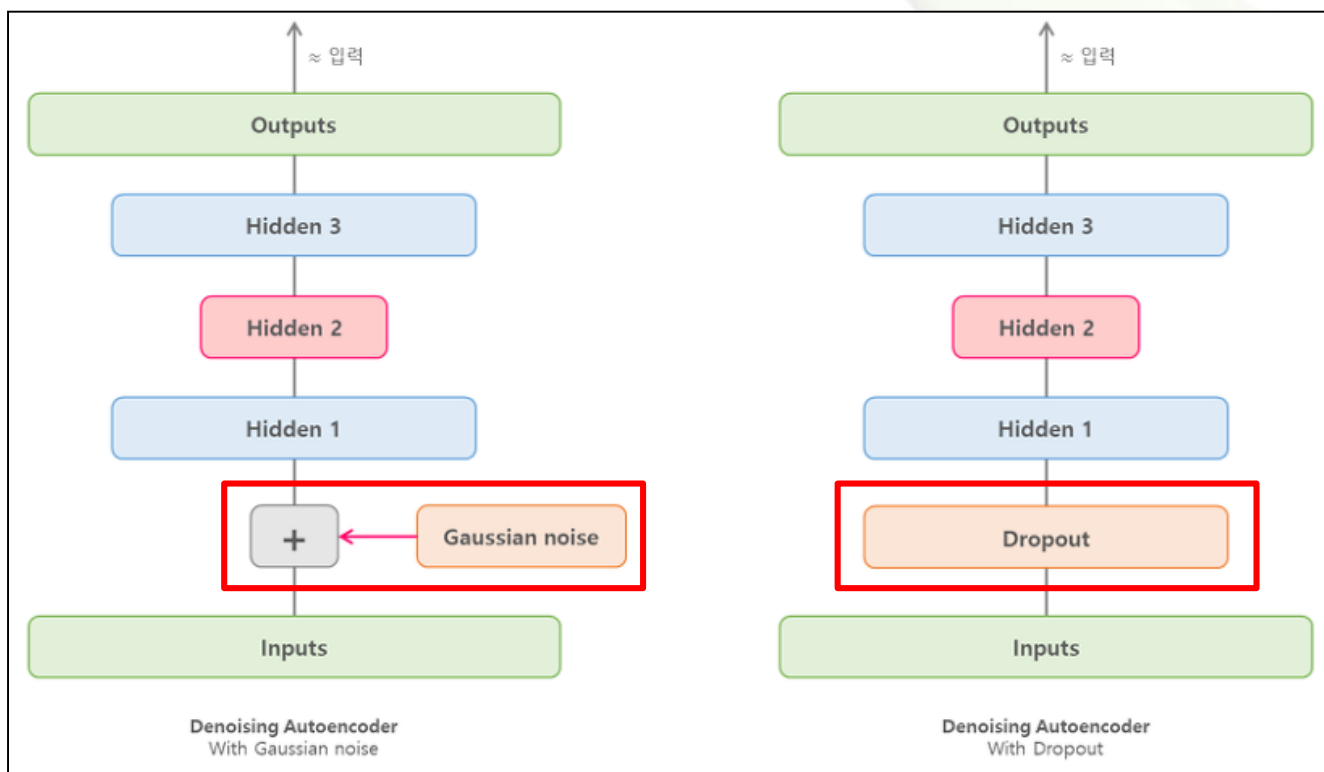 ≈ 입력
Outputs
Hidden 3
Hidden 2
Hidden 1
+
Gaussian noise
Inputs
Denoising Autoencoder
With Gaussian noise
≈ 입력
Outputs
Hidden 3
Hidden 2
Hidden 1
Dropout
Inputs
Denoising Autoencoder
With Dropout